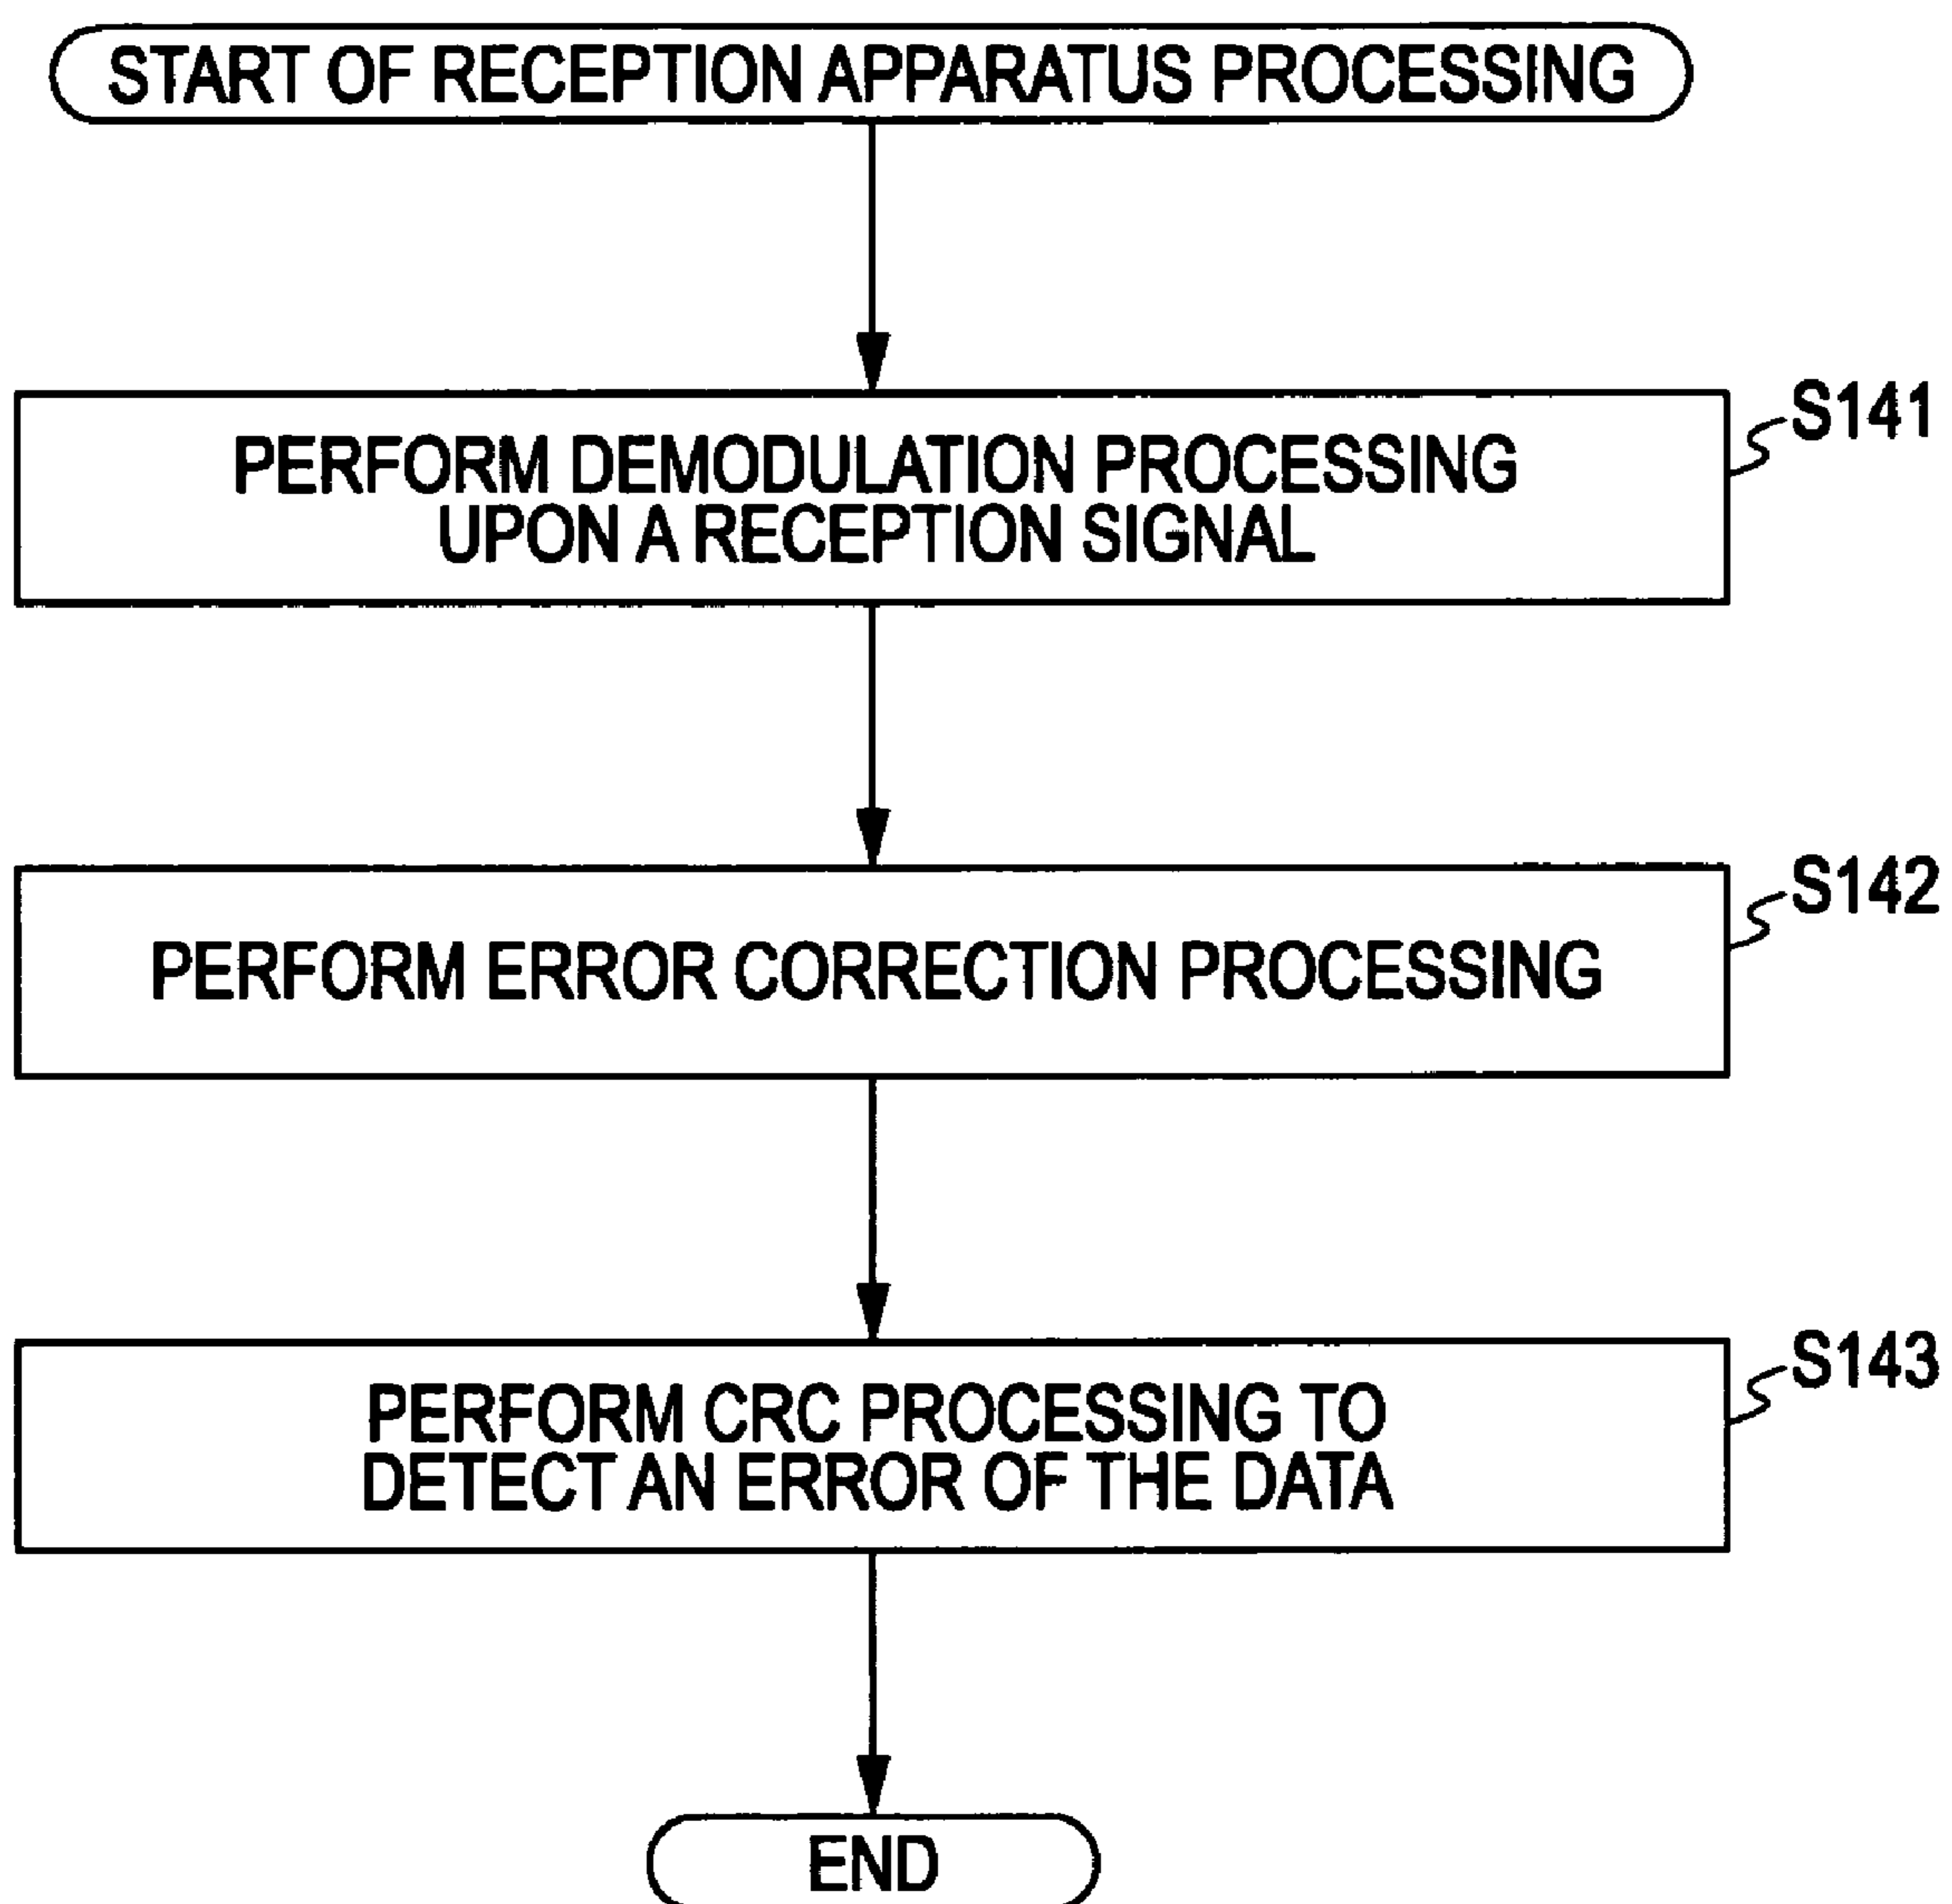 START OF RECEPTION APPARATUS PROCESSING
S141
PERFORM DEMODULATION PROCESSING
UPON A RECEPTION SIGNAL
S142
PERFORM ERROR CORRECTION PROCESSING
S143
PERFORM CRC PROCESSING TO
DETECT AN ERROR OF THE DATA
END